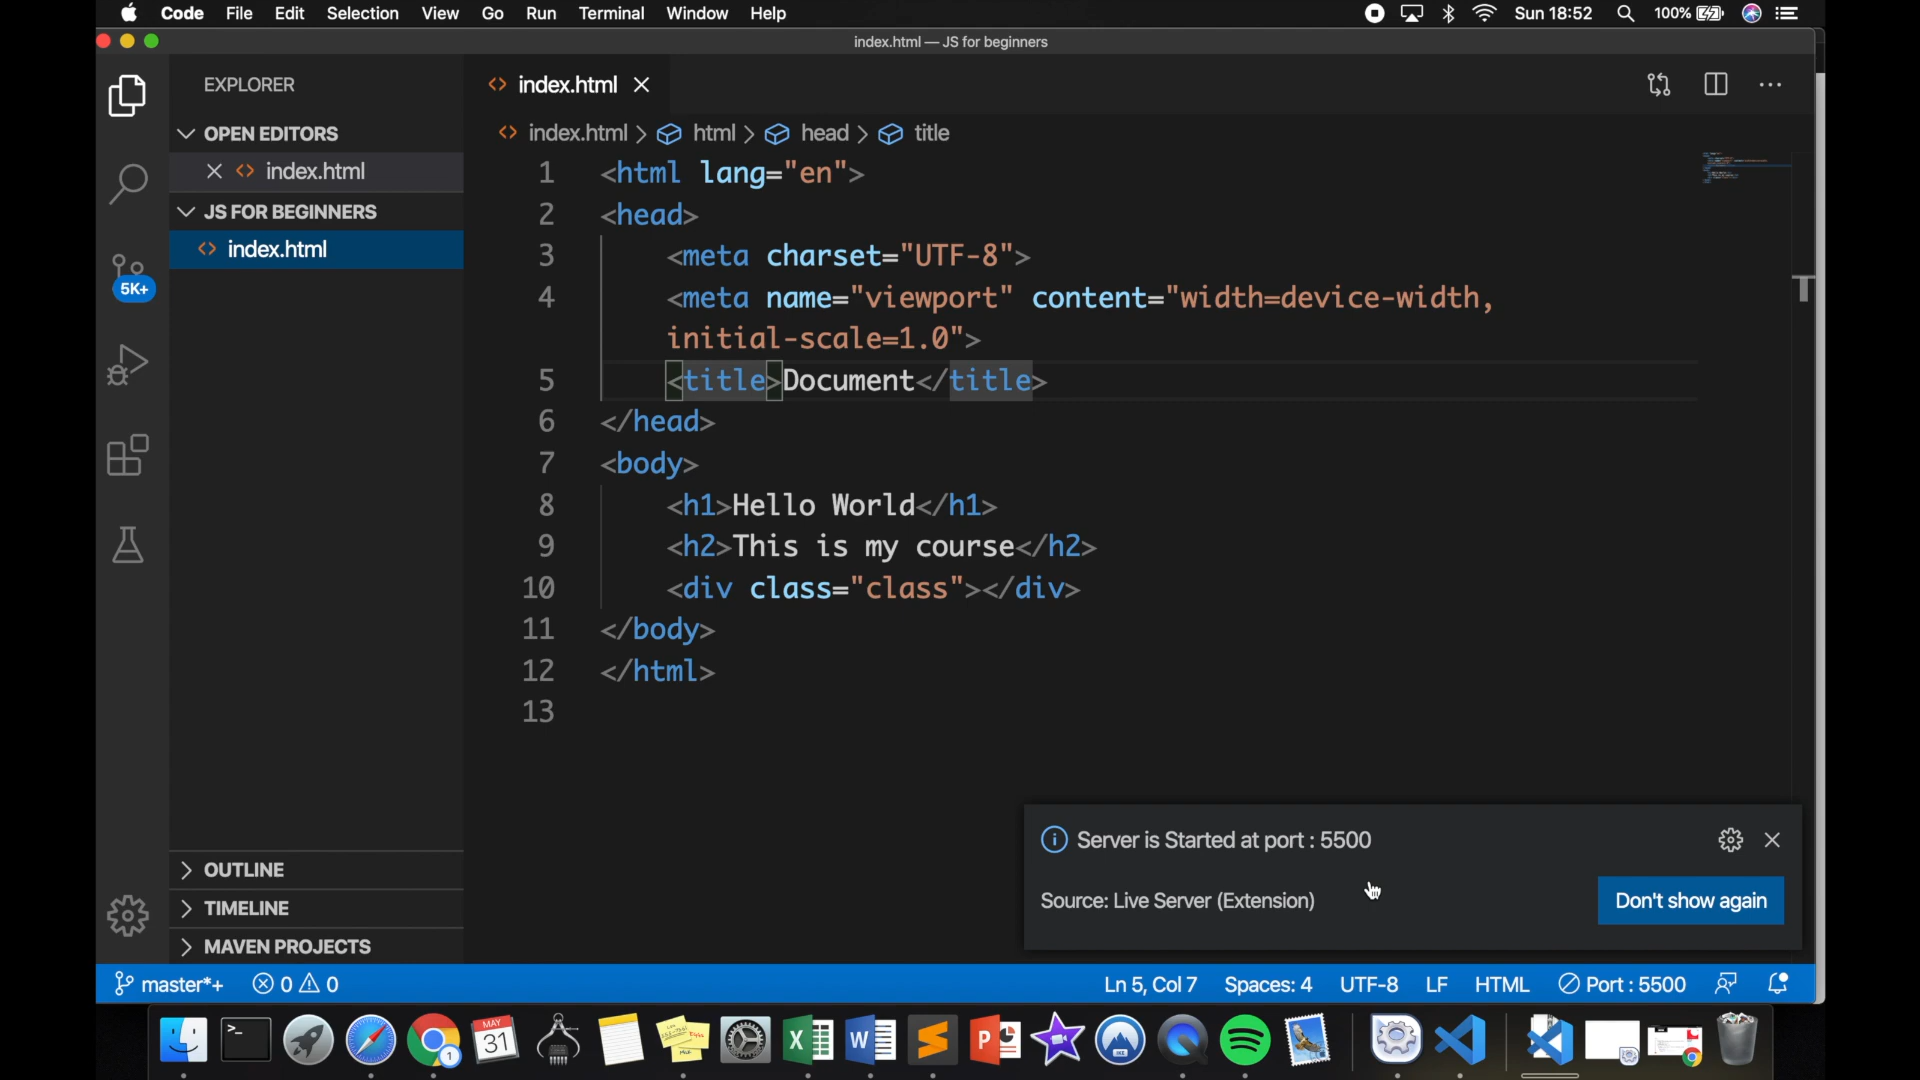 Code File Edit Selection View Go Run Terminal Window Help Sun 18:52 100%
index.html — JS for beginners
EXPLORER
index.html
OPEN EDITORS
index.html
JS FOR BEGINNERS
index.html
5K+
index.html > html > head > title
1 <html lang="en">
2 <head>
3 <meta charset="UTF-8">
4 <meta name="viewport" content="width=device-width,
initial-scale=1.0">
5 <title>Document</title>
6 </head>
7 <body>
8 <h1>Hello World</h1>
9 <h2>This is my course</h2>
10 <div class="class"></div>
11 </body>
12 </html>
13
Server is Started at port : 5500
Source: Live Server (Extension)
Don't show again
OUTLINE
TIMELINE
MAVEN PROJECTS
master*+ 0 0 Ln 5, Col 7 Spaces: 4 UTF-8 LF HTML Port : 5500
MAY
31
1